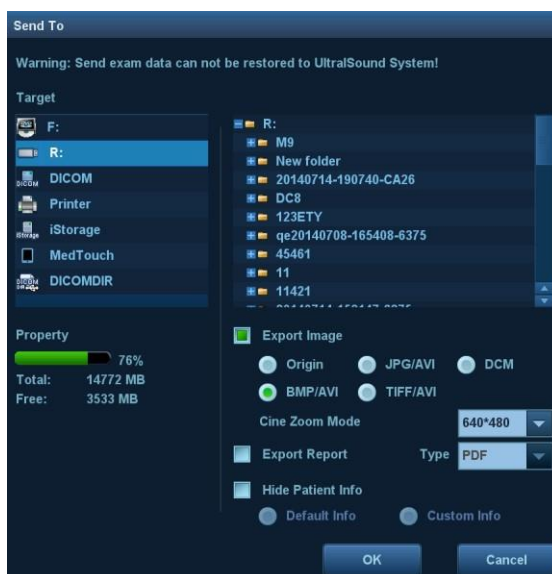 Send To
Warning: Send exam data can not be restored to UltralSound System!
Target
F:
R:
DICOM
Printer
iStorage
MedTouch
DICOMDIR
R:
M9
New folder
20140714-190740-CA26
DC8
123ETY
qe20140708-165408-6375
45461
11
11421
Property
76%
Total: 14772 MB
Free: 3533 MB
Export Image
Origin JPG/AVI DCM
BMP/AVI TIFF/AVI
Cine Zoom Mode 640*480
Export Report Type PDF
Hide Patient Info
Default Info Custom Info
OK Cancel